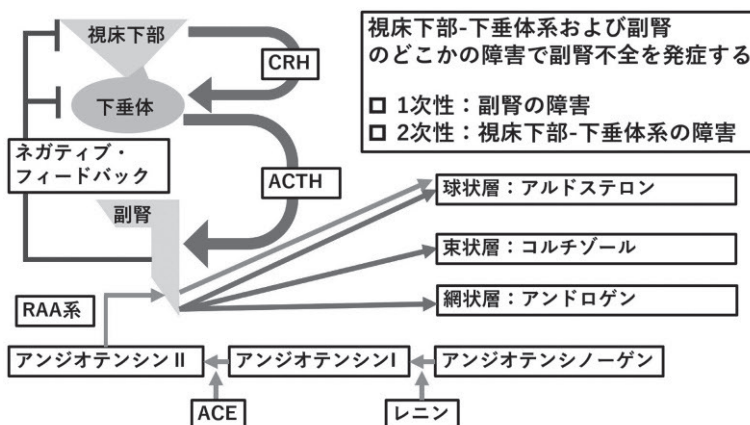 視床下部
CRH
下垂体
視床下部-下垂体系および副腎
のどこかの障害で副腎不全を発症する
□ 1次性：副腎の障害
□ 2次性：視床下部-下垂体系の障害
ネガティブ・
フィードバック
ACTH
副腎
球状層：アルドステロン
束状層：コルチゾール
網状層：アンドロゲン
RAA系
アンジオテンシンⅡ
アンジオテンシンI
アンジオテンシノーゲン
ACE
レニン